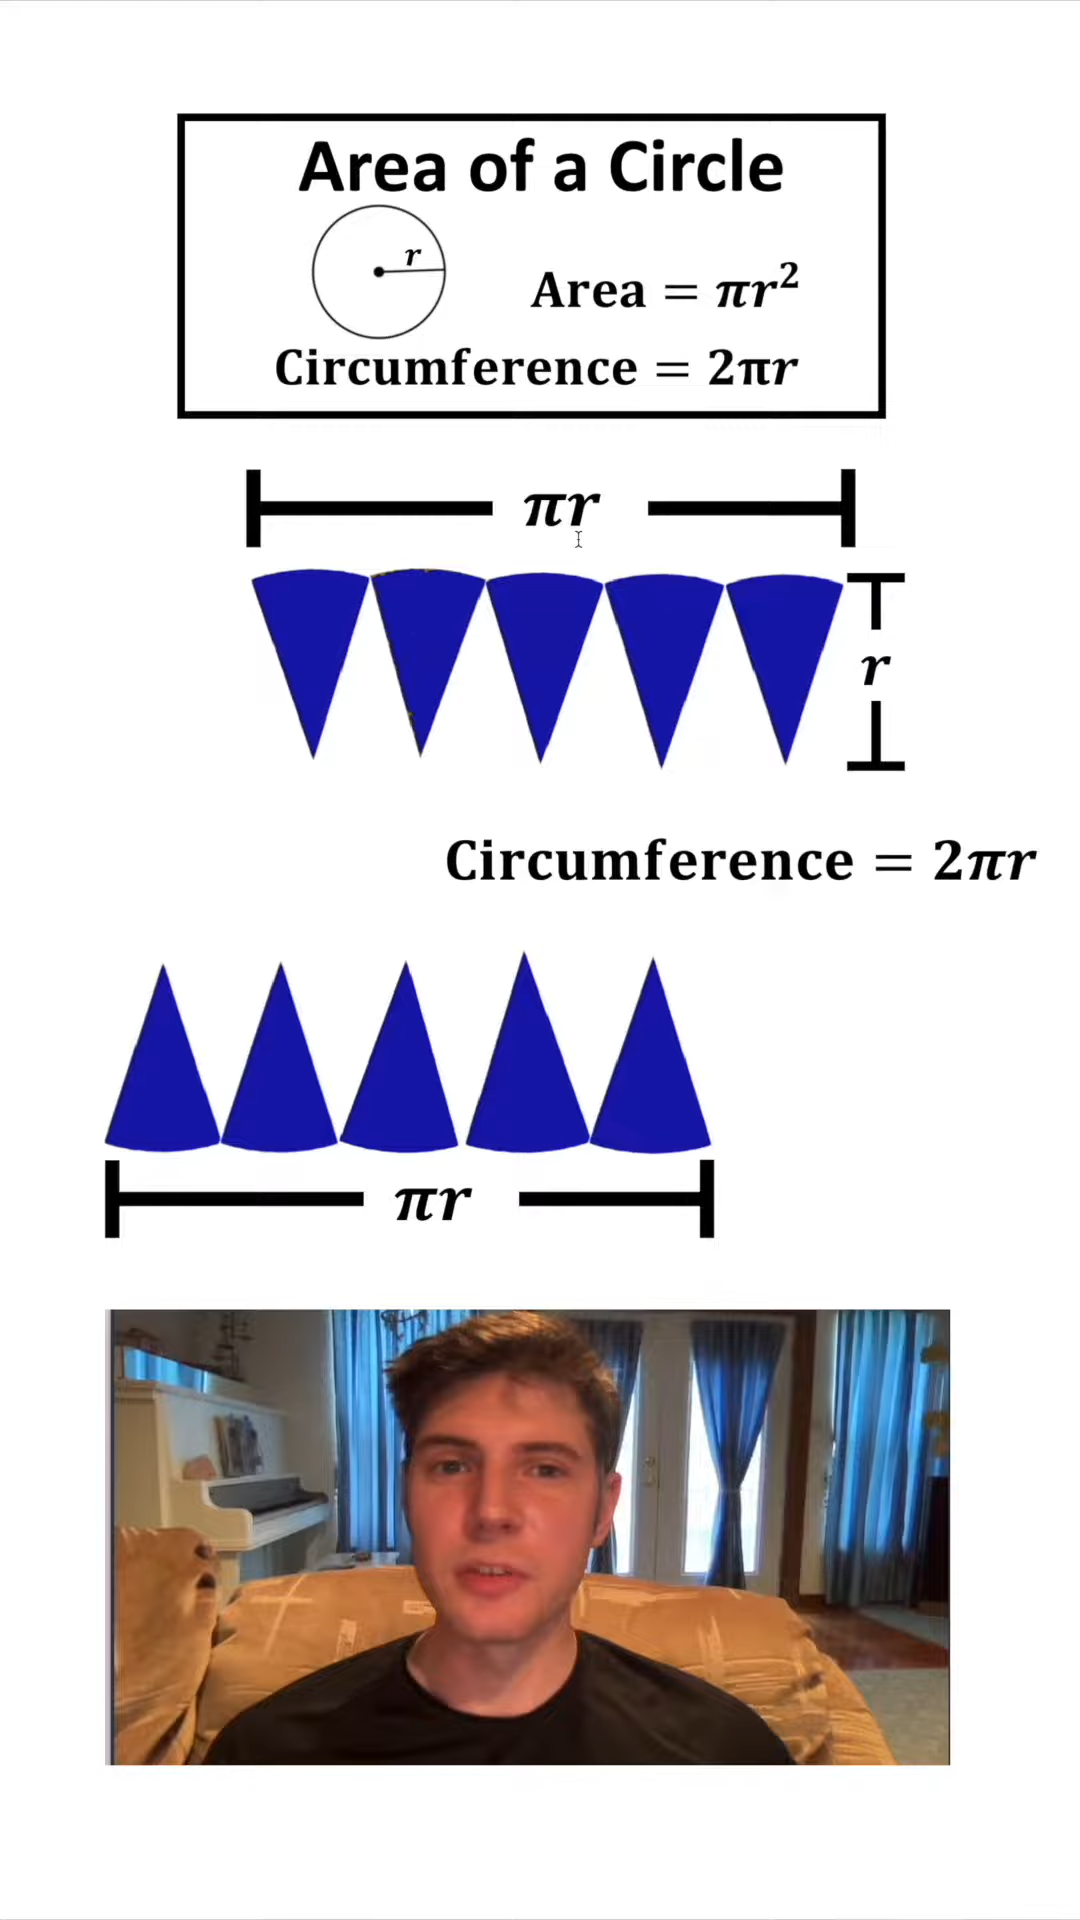 Area of a Circle
r
Area = πr²
Circumference = 2πr
πr
r
Circumference = 2πr
πr